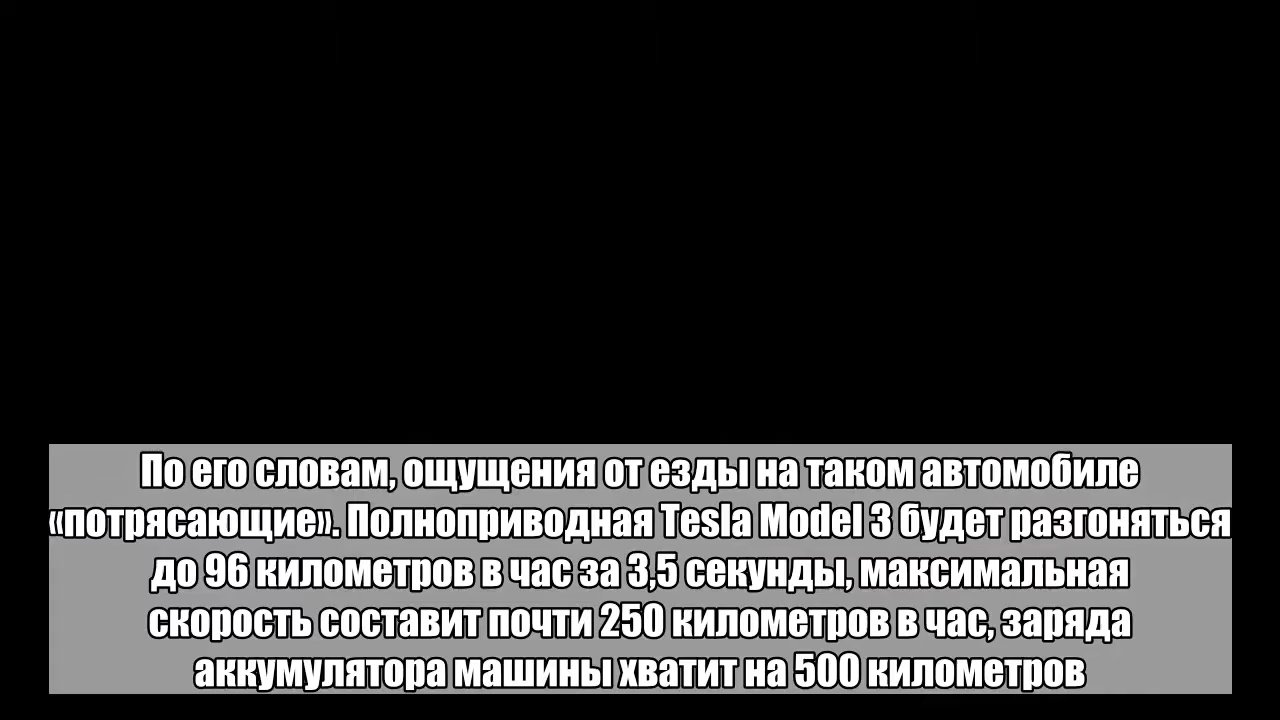 По его словам, ощущения от езды на таком автомобиле
«потрясающие». Полноприводная Tesla Model 3 будет разгоняться
до 96 километров в час за 3,5 секунды, максимальная
скорость составит почти 250 километров в час, заряда
аккумулятора машины хватит на 500 километров